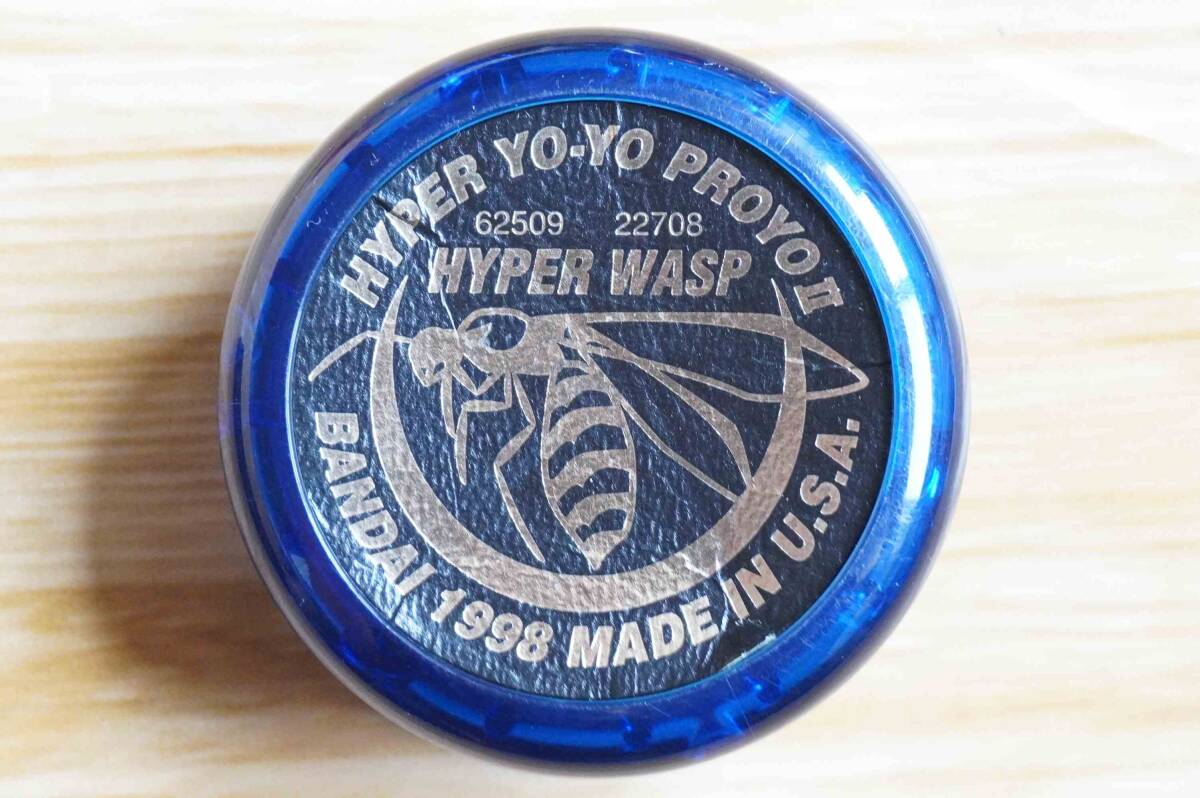 HYPER YO-YO PROYO II
62509 22708
HYPER WASP
BANDAI 1998 MADE IN U.S.A.